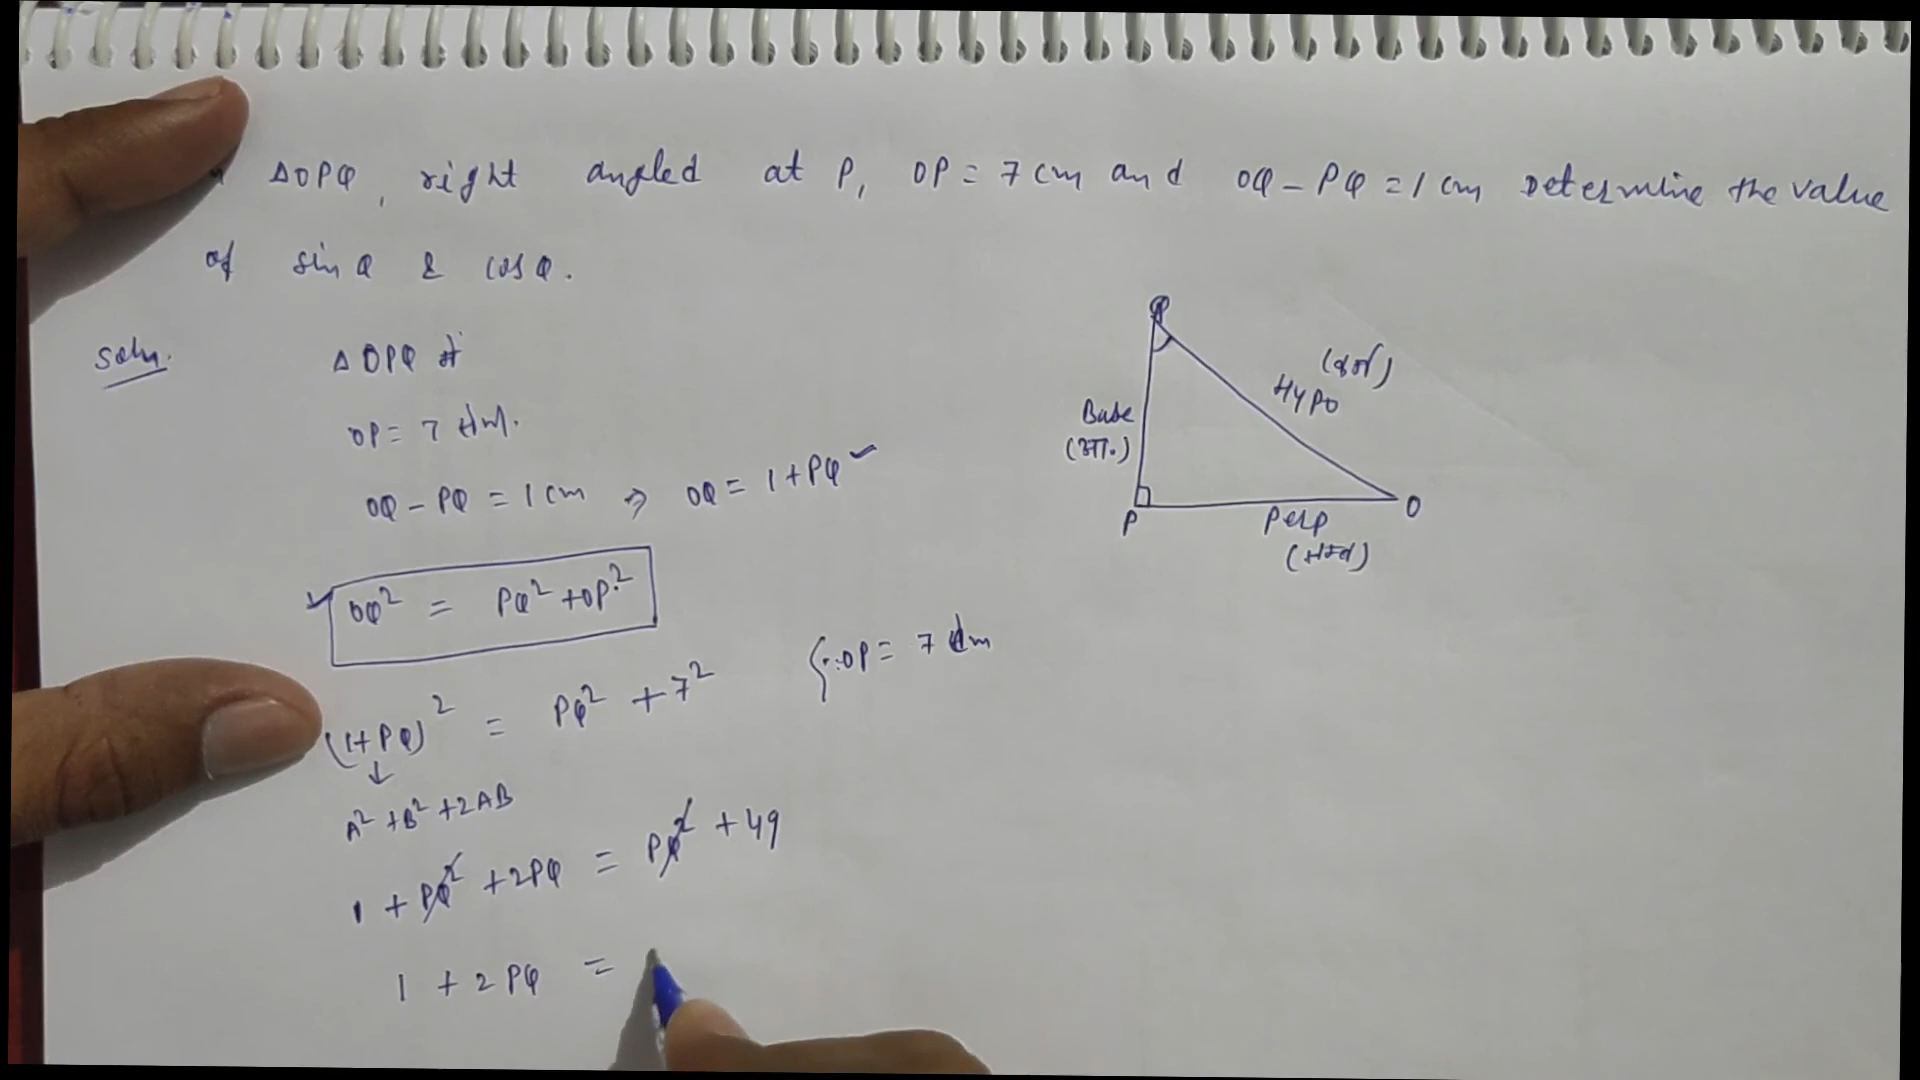 ΔOPQ, right angled at P, OP = 7 cm and OQ - PQ = 1 cm Determine the value
of sin Q & cos Q.
Soln.
ΔOPQ में
OP = 7
OQ - PQ = 1 cm ⇒ OQ = 1 + PQ ✓
OQ² = PQ² + OP²
(1 + PQ)² = PQ² + 7² {∵ OP = 7 cm
↓
A² + B² + 2AB
1 + PQ² + 2PQ = PQ² + 49
1 + 2PQ =
Q
Base
(आ.)
(कर्ण)
Hypo
P
O
Perp
(लम्ब)